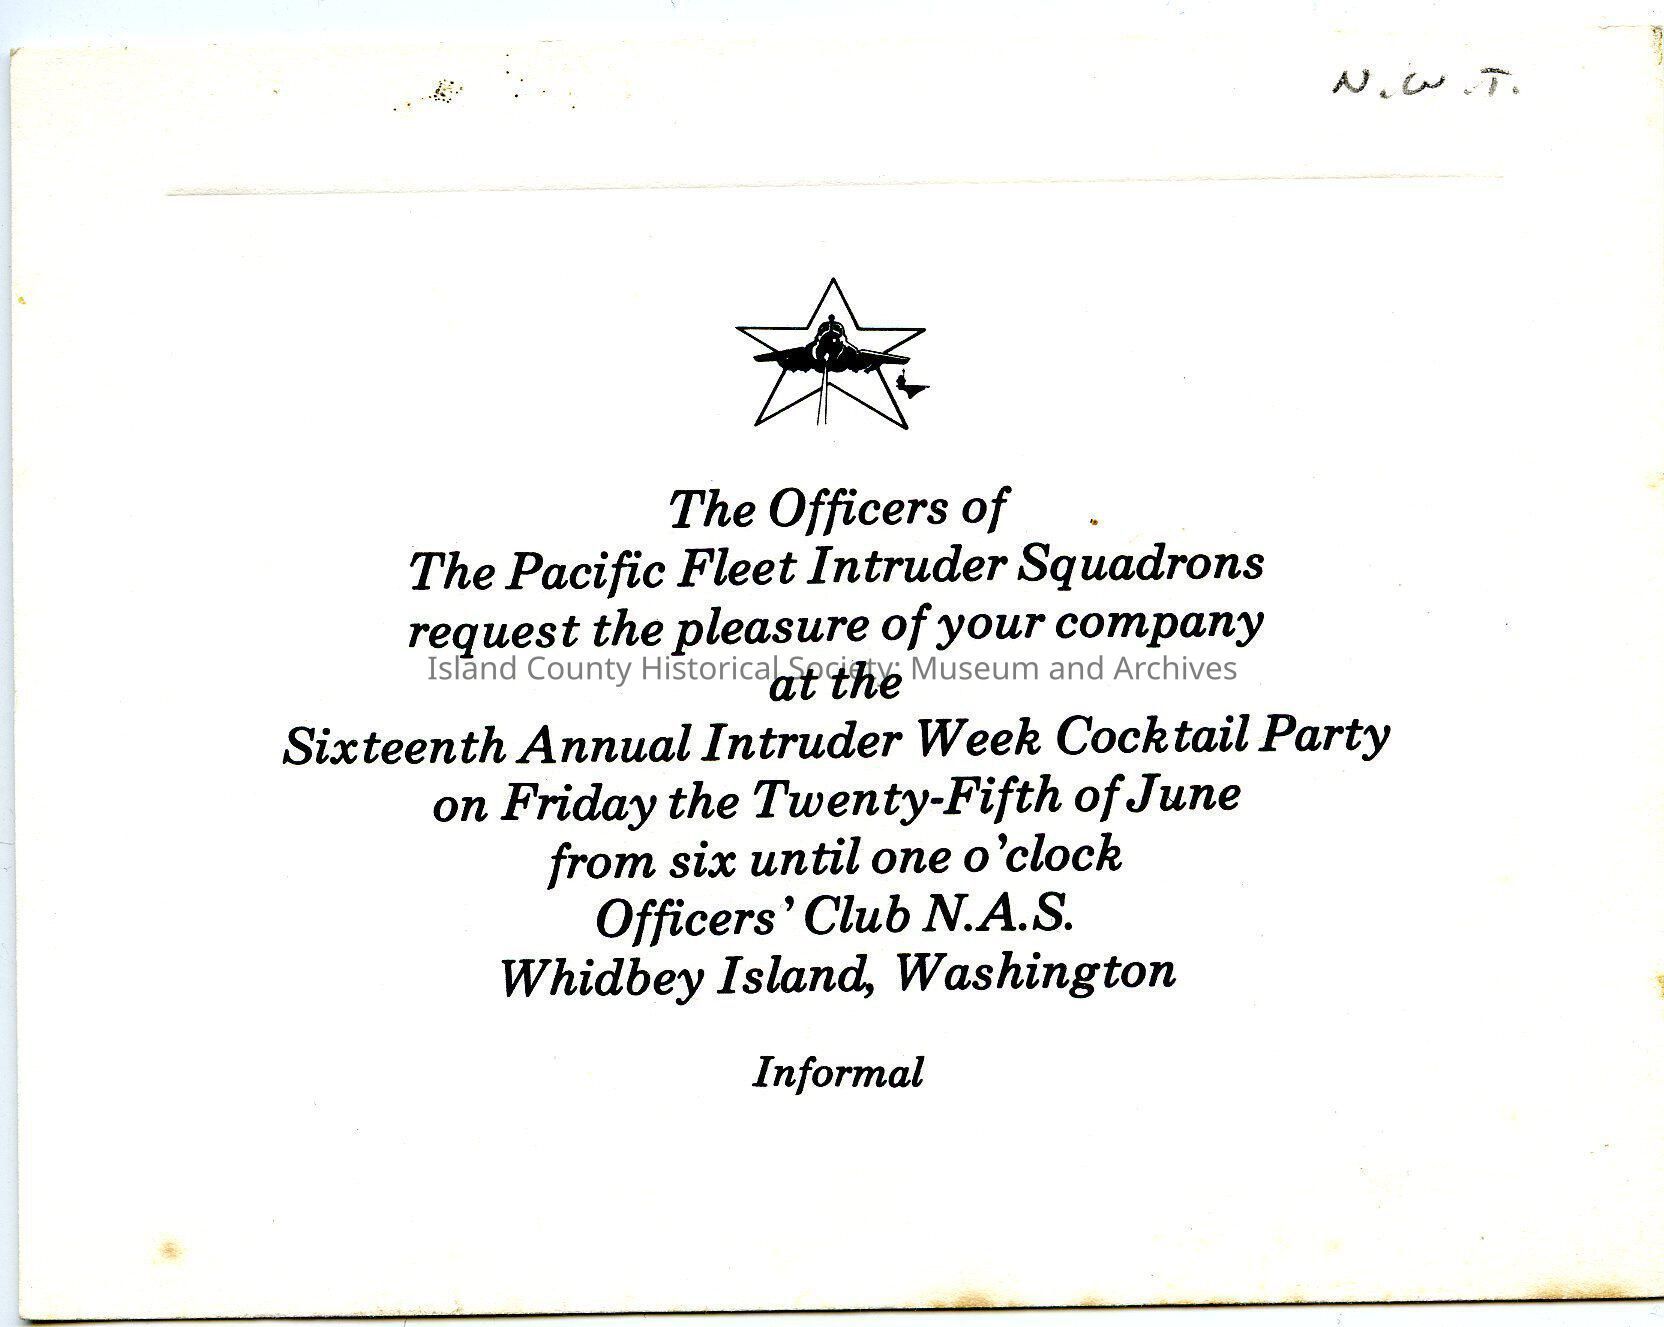 N.W.T.
The Officers of
The Pacific Fleet Intruder Squadrons
request the pleasure of your company
Island County Historical Society: Museum and Archives
at the
Sixteenth Annual Intruder Week Cocktail Party
on Friday the Twenty-Fifth of June
from six until one o'clock
Officers' Club N.A.S.
Whidbey Island, Washington
Informal